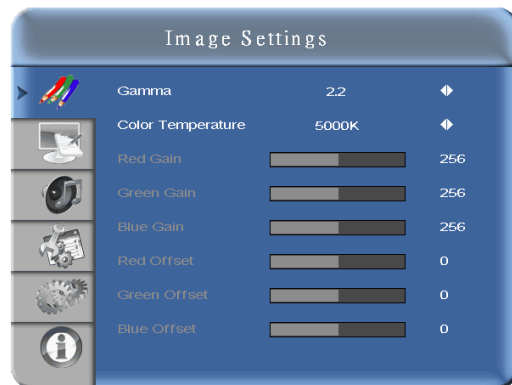 Image Settings
Gamma 2.2
Color Temperature 5000K
Red Gain 256
Green Gain 256
Blue Gain 256
Red Offset 0
Green Offset 0
Blue Offset 0